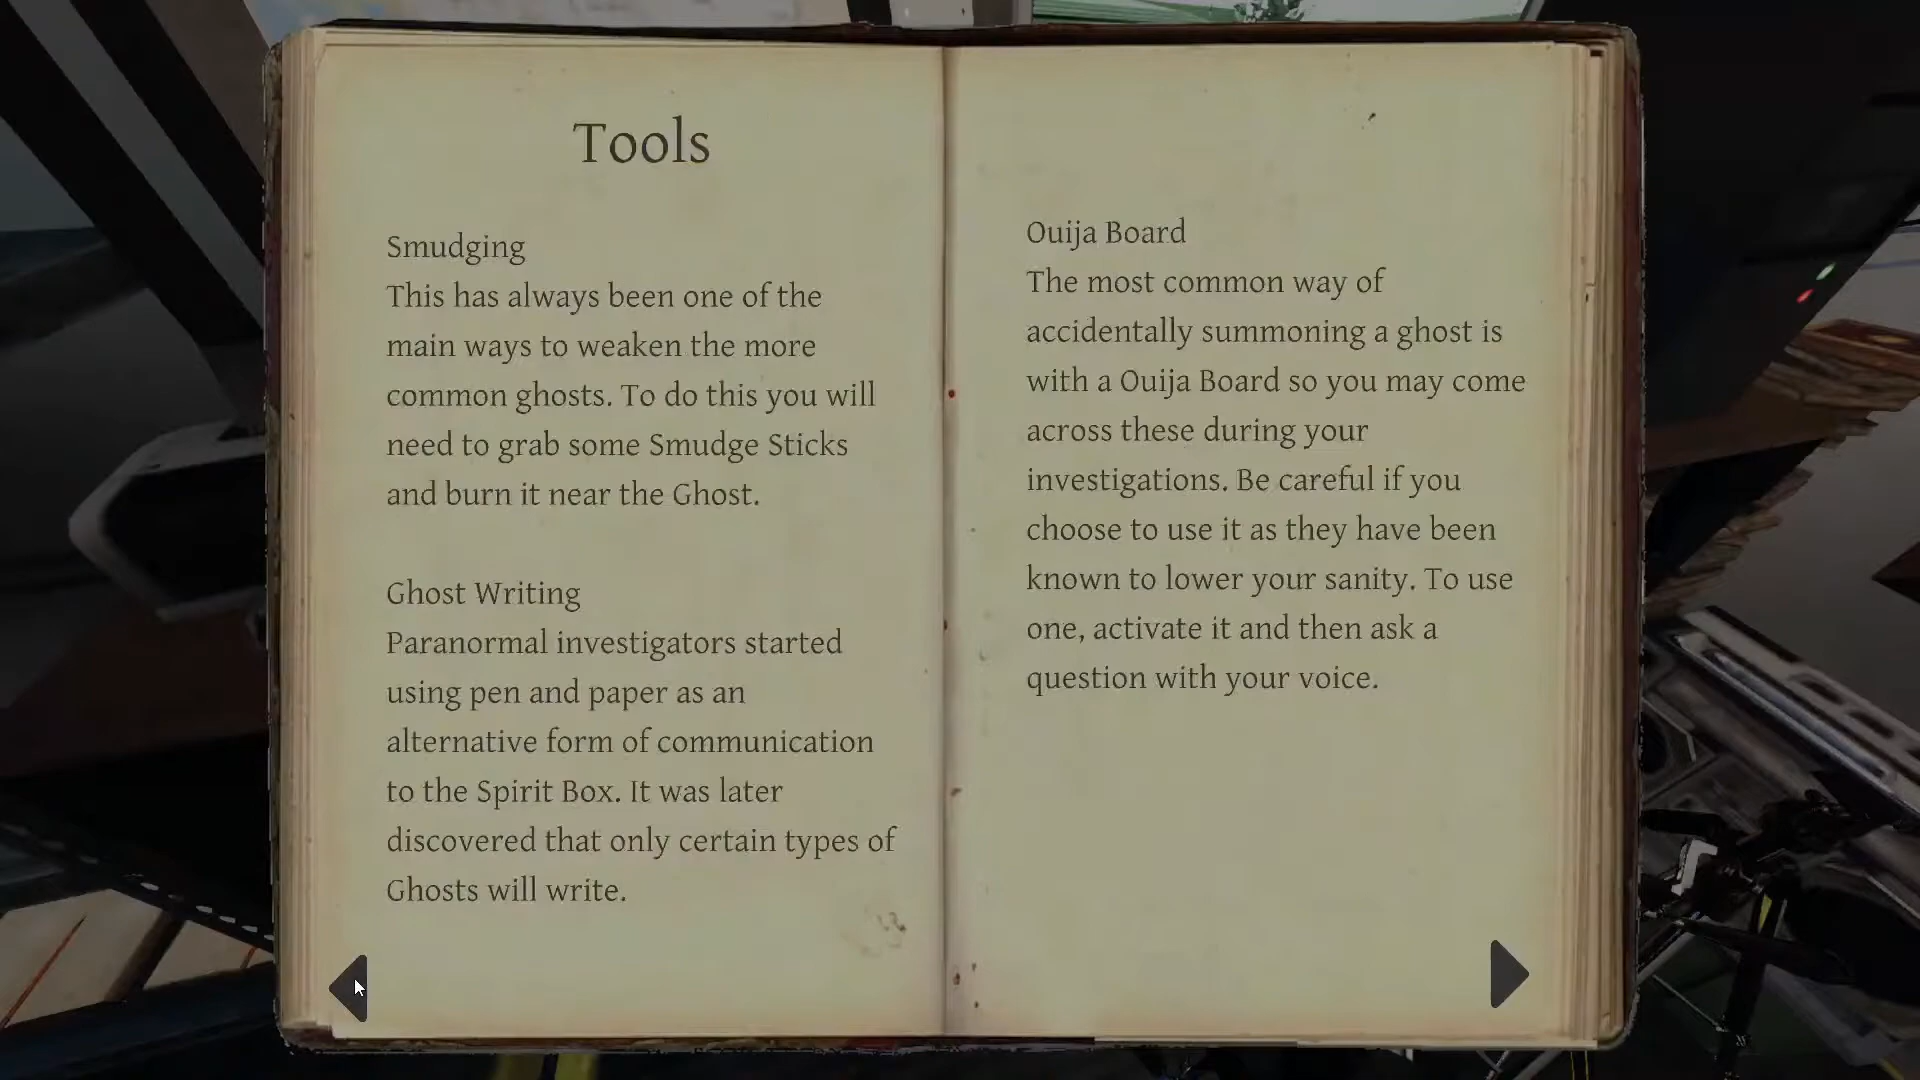 Tools
Smudging
This has always been one of the
main ways to weaken the more
common ghosts. To do this you will
need to grab some Smudge Sticks
and burn it near the Ghost.
Ghost Writing
Paranormal investigators started
using pen and paper as an
alternative form of communication
to the Spirit Box. It was later
discovered that only certain types of
Ghosts will write.
Ouija Board
The most common way of
accidentally summoning a ghost is
with a Ouija Board so you may come
across these during your
investigations. Be careful if you
choose to use it as they have been
known to lower your sanity. To use
one, activate it and then ask a
question with your voice.